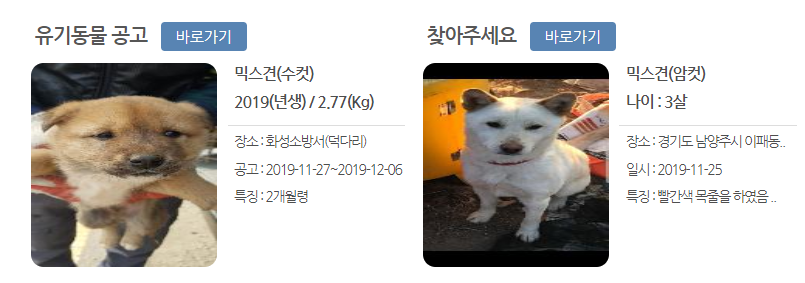 유기동물 공고 바로가기
믹스견(수컷)
2019(년생) / 2.77(Kg)
장소 : 화성소방서(덕다리)
공고 : 2019-11-27~2019-12-06
특징 : 2개월령
찾아주세요 바로가기
믹스견(암컷)
나이 : 3살
장소 : 경기도 남양주시 이패동..
일시 : 2019-11-25
특징 : 빨간색 목줄을 하였음 ..